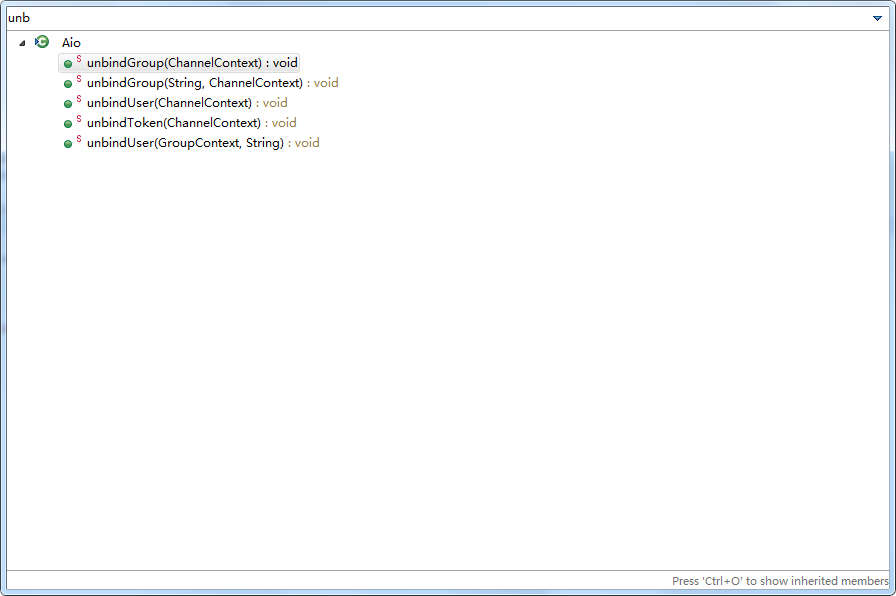 unb
Aio
S unbindGroup(ChannelContext) : void
S unbindGroup(String, ChannelContext) : void
S unbindUser(ChannelContext) : void
S unbindToken(ChannelContext) : void
S unbindUser(GroupContext, String) : void
Press 'Ctrl+O' to show inherited members